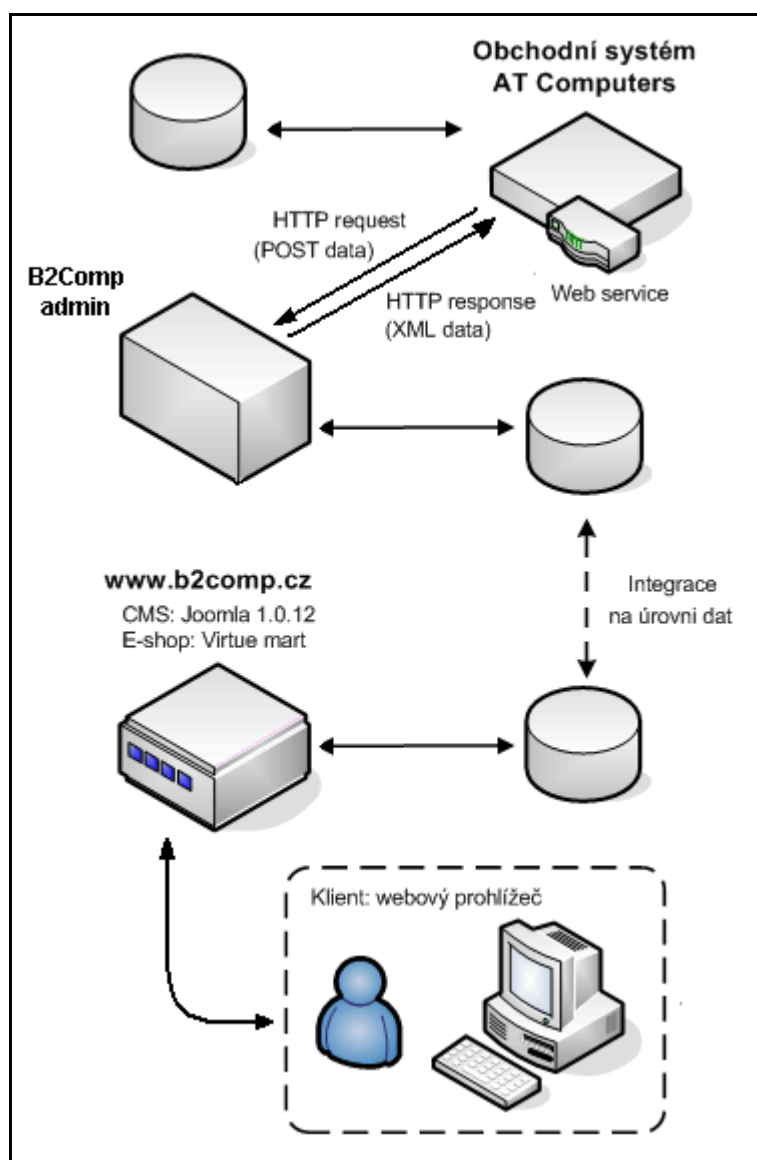 Obchodní systém
AT Computers
HTTP request
(POST data)
B2Comp
admin
HTTP response
(XML data)
Web service
www.b2comp.cz
CMS: Joomla 1.0.12
E-shop: Virtue mart
Integrace
na úrovni dat
Klient: webový prohlížeč